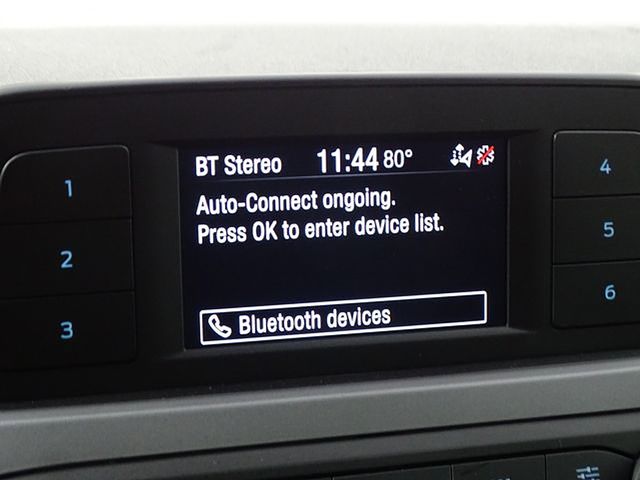 BT Stereo 11:44 80°
Auto-Connect ongoing.
Press OK to enter device list.
Bluetooth devices
1
2
3
4
5
6